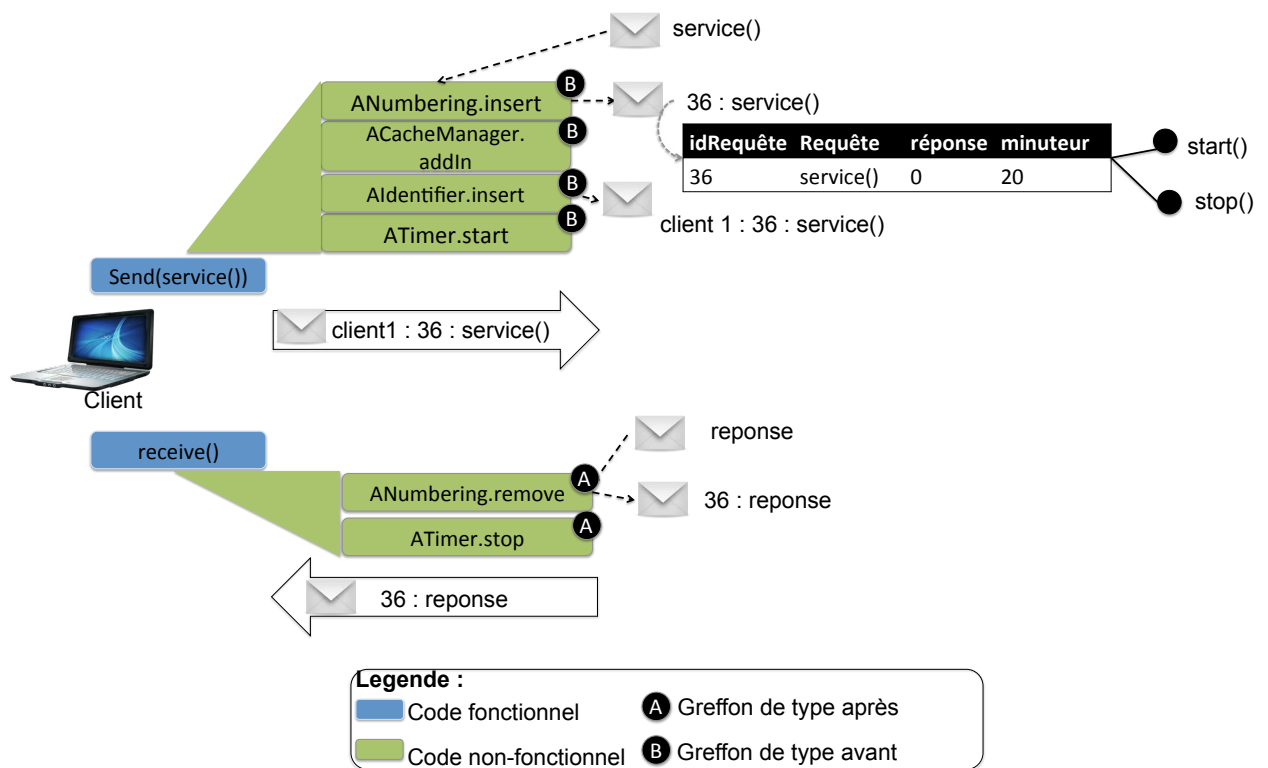 service()
ANumbering.insert
B
36 : service()
ACacheManager.
addIn
B
idRequête Requête réponse minuteur
36 service() 0 20
start()
stop()
AIdentifier.insert
B
client 1 : 36 : service()
ATimer.start
B
Send(service())
client1 : 36 : service()
Client
receive()
reponse
ANumbering.remove
A
36 : reponse
ATimer.stop
A
36 : reponse
Legende :
Code fonctionnel
A Greffon de type après
Code non-fonctionnel
B Greffon de type avant